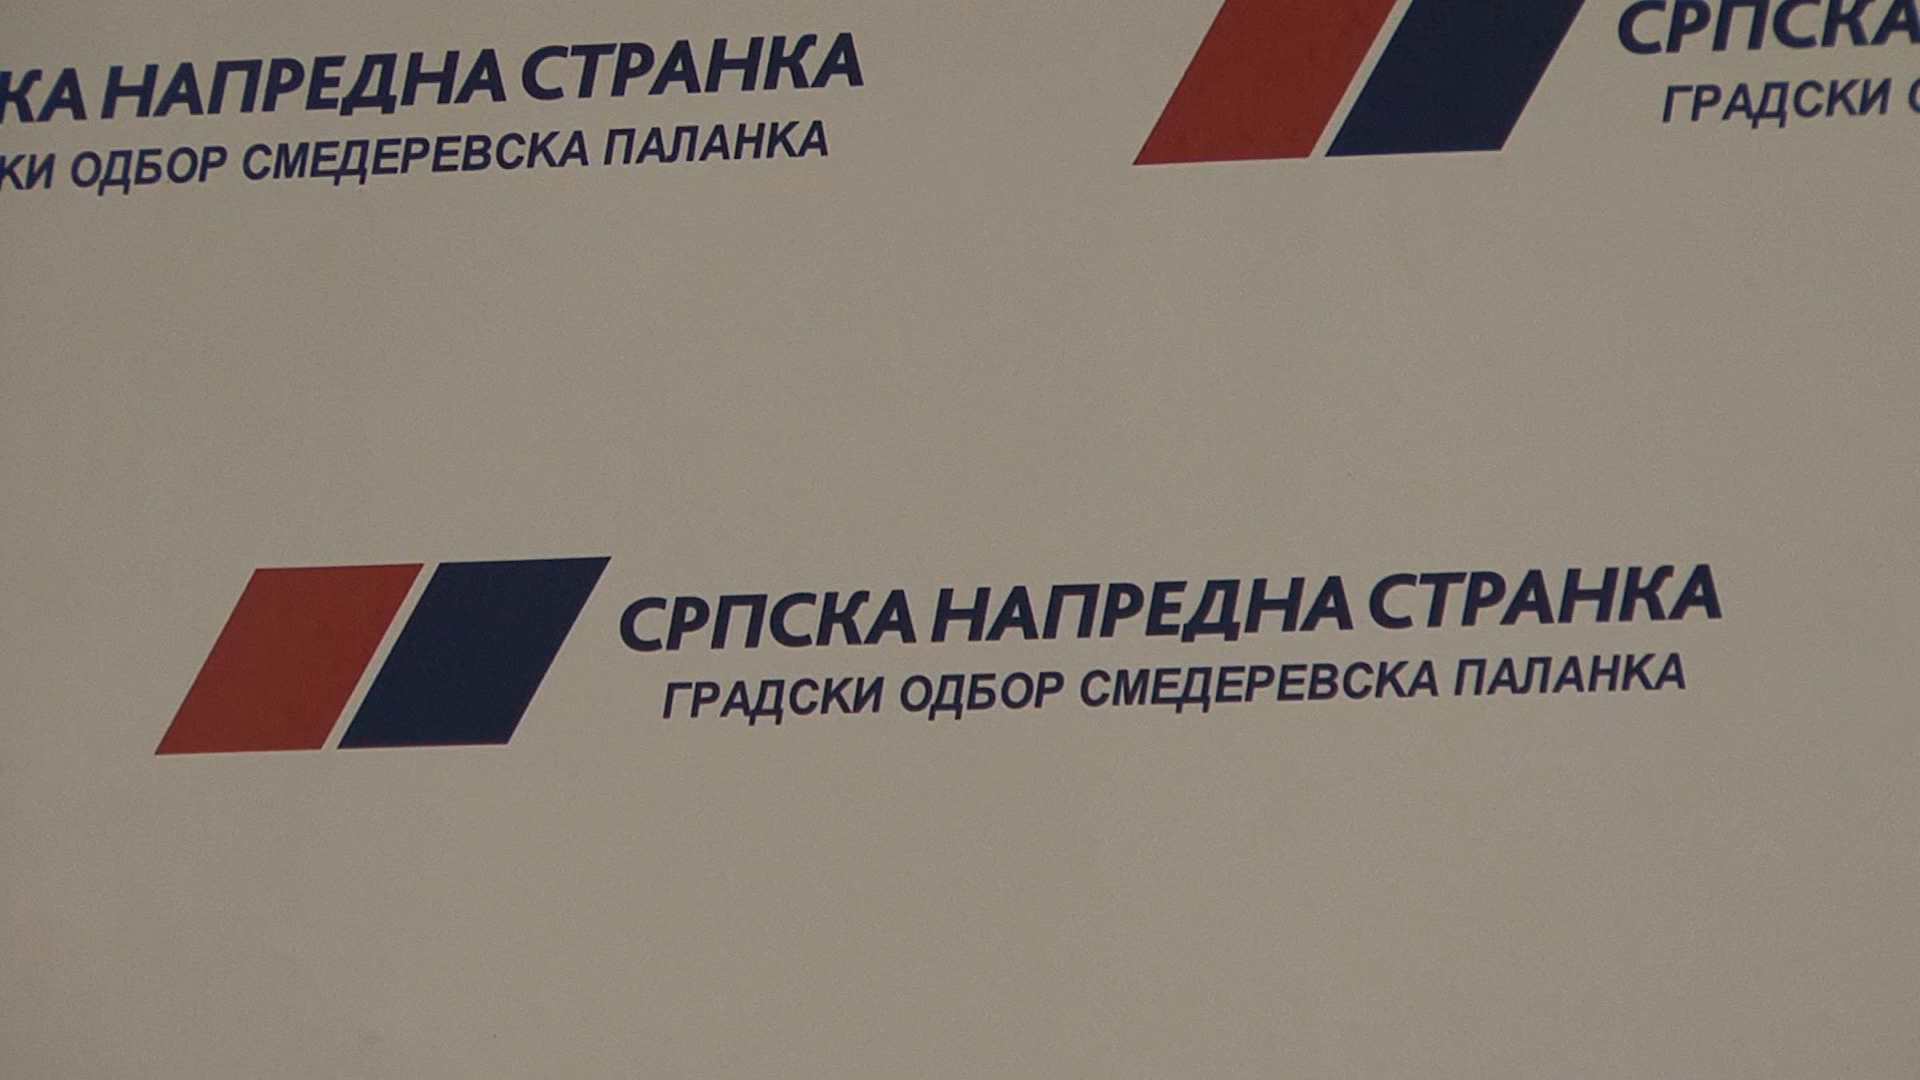 КА НАПРЕДНА СТРАНКА
КИ ОДБОР СМЕДЕРЕВСКА ПАЛАНКА
СРПСКА
ГРАДСКИ
СРПСКА НАПРЕДНА СТРАНКА
ГРАДСКИ ОДБОР СМЕДЕРЕВСКА ПАЛАНКА